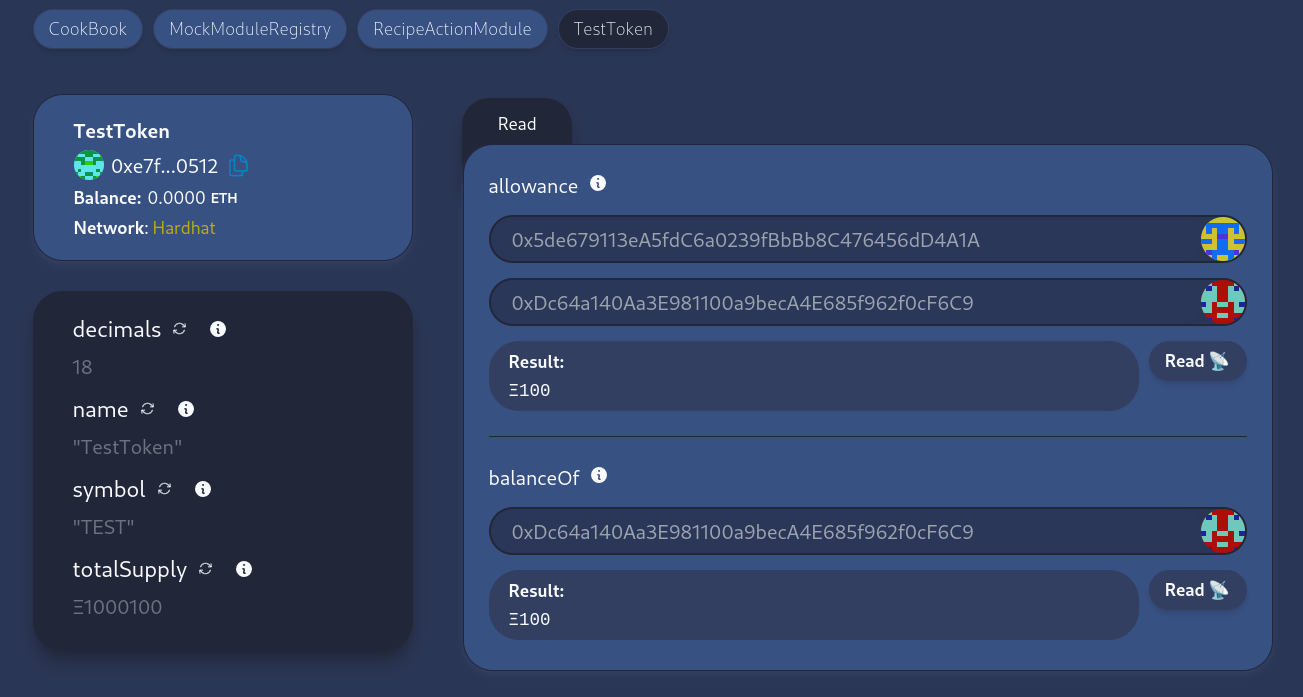 CookBook MockModuleRegistry RecipeActionModule TestToken
TestToken
0xe7f...0512
Balance: 0.0000 ETH
Network: Hardhat
decimals
18
name
"TestToken"
symbol
"TEST"
totalSupply
Ξ1000100
Read
allowance
0x5de679113eA5fdC6a0239fBbBb8C476456dD4A1A
0xDc64a140Aa3E981100a9becA4E685f962f0cF6C9
Result:
Ξ100
Read 📡
balanceOf
0xDc64a140Aa3E981100a9becA4E685f962f0cF6C9
Result:
Ξ100
Read 📡